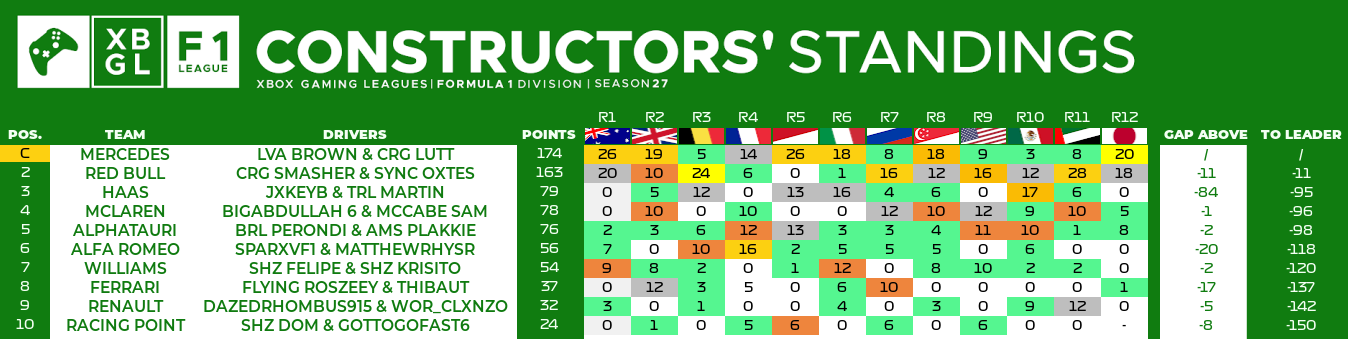 XB GL
F1 LEAGUE
CONSTRUCTORS' STANDINGS
XBOX GAMING LEAGUES | FORMULA 1 DIVISION | SEASON 27
R1 R2 R3 R4 R5 R6 R7 R8 R9 R10 R11 R12
POS. TEAM DRIVERS POINTS GAP ABOVE TO LEADER
C MERCEDES LVA BROWN & CRG LUTT 174 26 19 5 14 26 18 8 18 9 3 8 20 / /
2 RED BULL CRG SMASHER & SYNC OXTES 163 20 10 24 6 0 1 16 12 16 12 28 18 -11 -11
3 HAAS JXKEYB & TRL MARTIN 79 0 5 12 0 13 16 4 6 0 17 6 0 -84 -95
4 MCLAREN BIGABDULLAH 6 & MCCABE SAM 78 0 10 0 10 0 0 12 10 12 9 10 5 -1 -96
5 ALPHATAURI BRL PERONDI & AMS PLAKKIE 76 2 3 6 12 13 3 3 4 11 10 1 8 -2 -98
6 ALFA ROMEO SPARXVF1 & MATTHEWRHYSR 56 7 0 10 16 2 5 5 5 0 6 0 0 -20 -118
7 WILLIAMS SHZ FELIPE & SHZ KRISITO 54 9 8 2 0 1 12 0 8 10 2 2 0 -2 -120
8 FERRARI FLYING ROSZEEY & THIBAUT 37 0 12 3 5 0 6 10 0 0 0 0 1 -17 -137
9 RENAULT DAZEDRHOMBUS915 & WOR_CLXNZO 32 3 0 1 0 0 4 0 3 0 9 12 0 -5 -142
10 RACING POINT SHZ DOM & GOTTOGOFAST6 24 0 1 0 5 6 0 6 0 6 0 0 - -8 -150